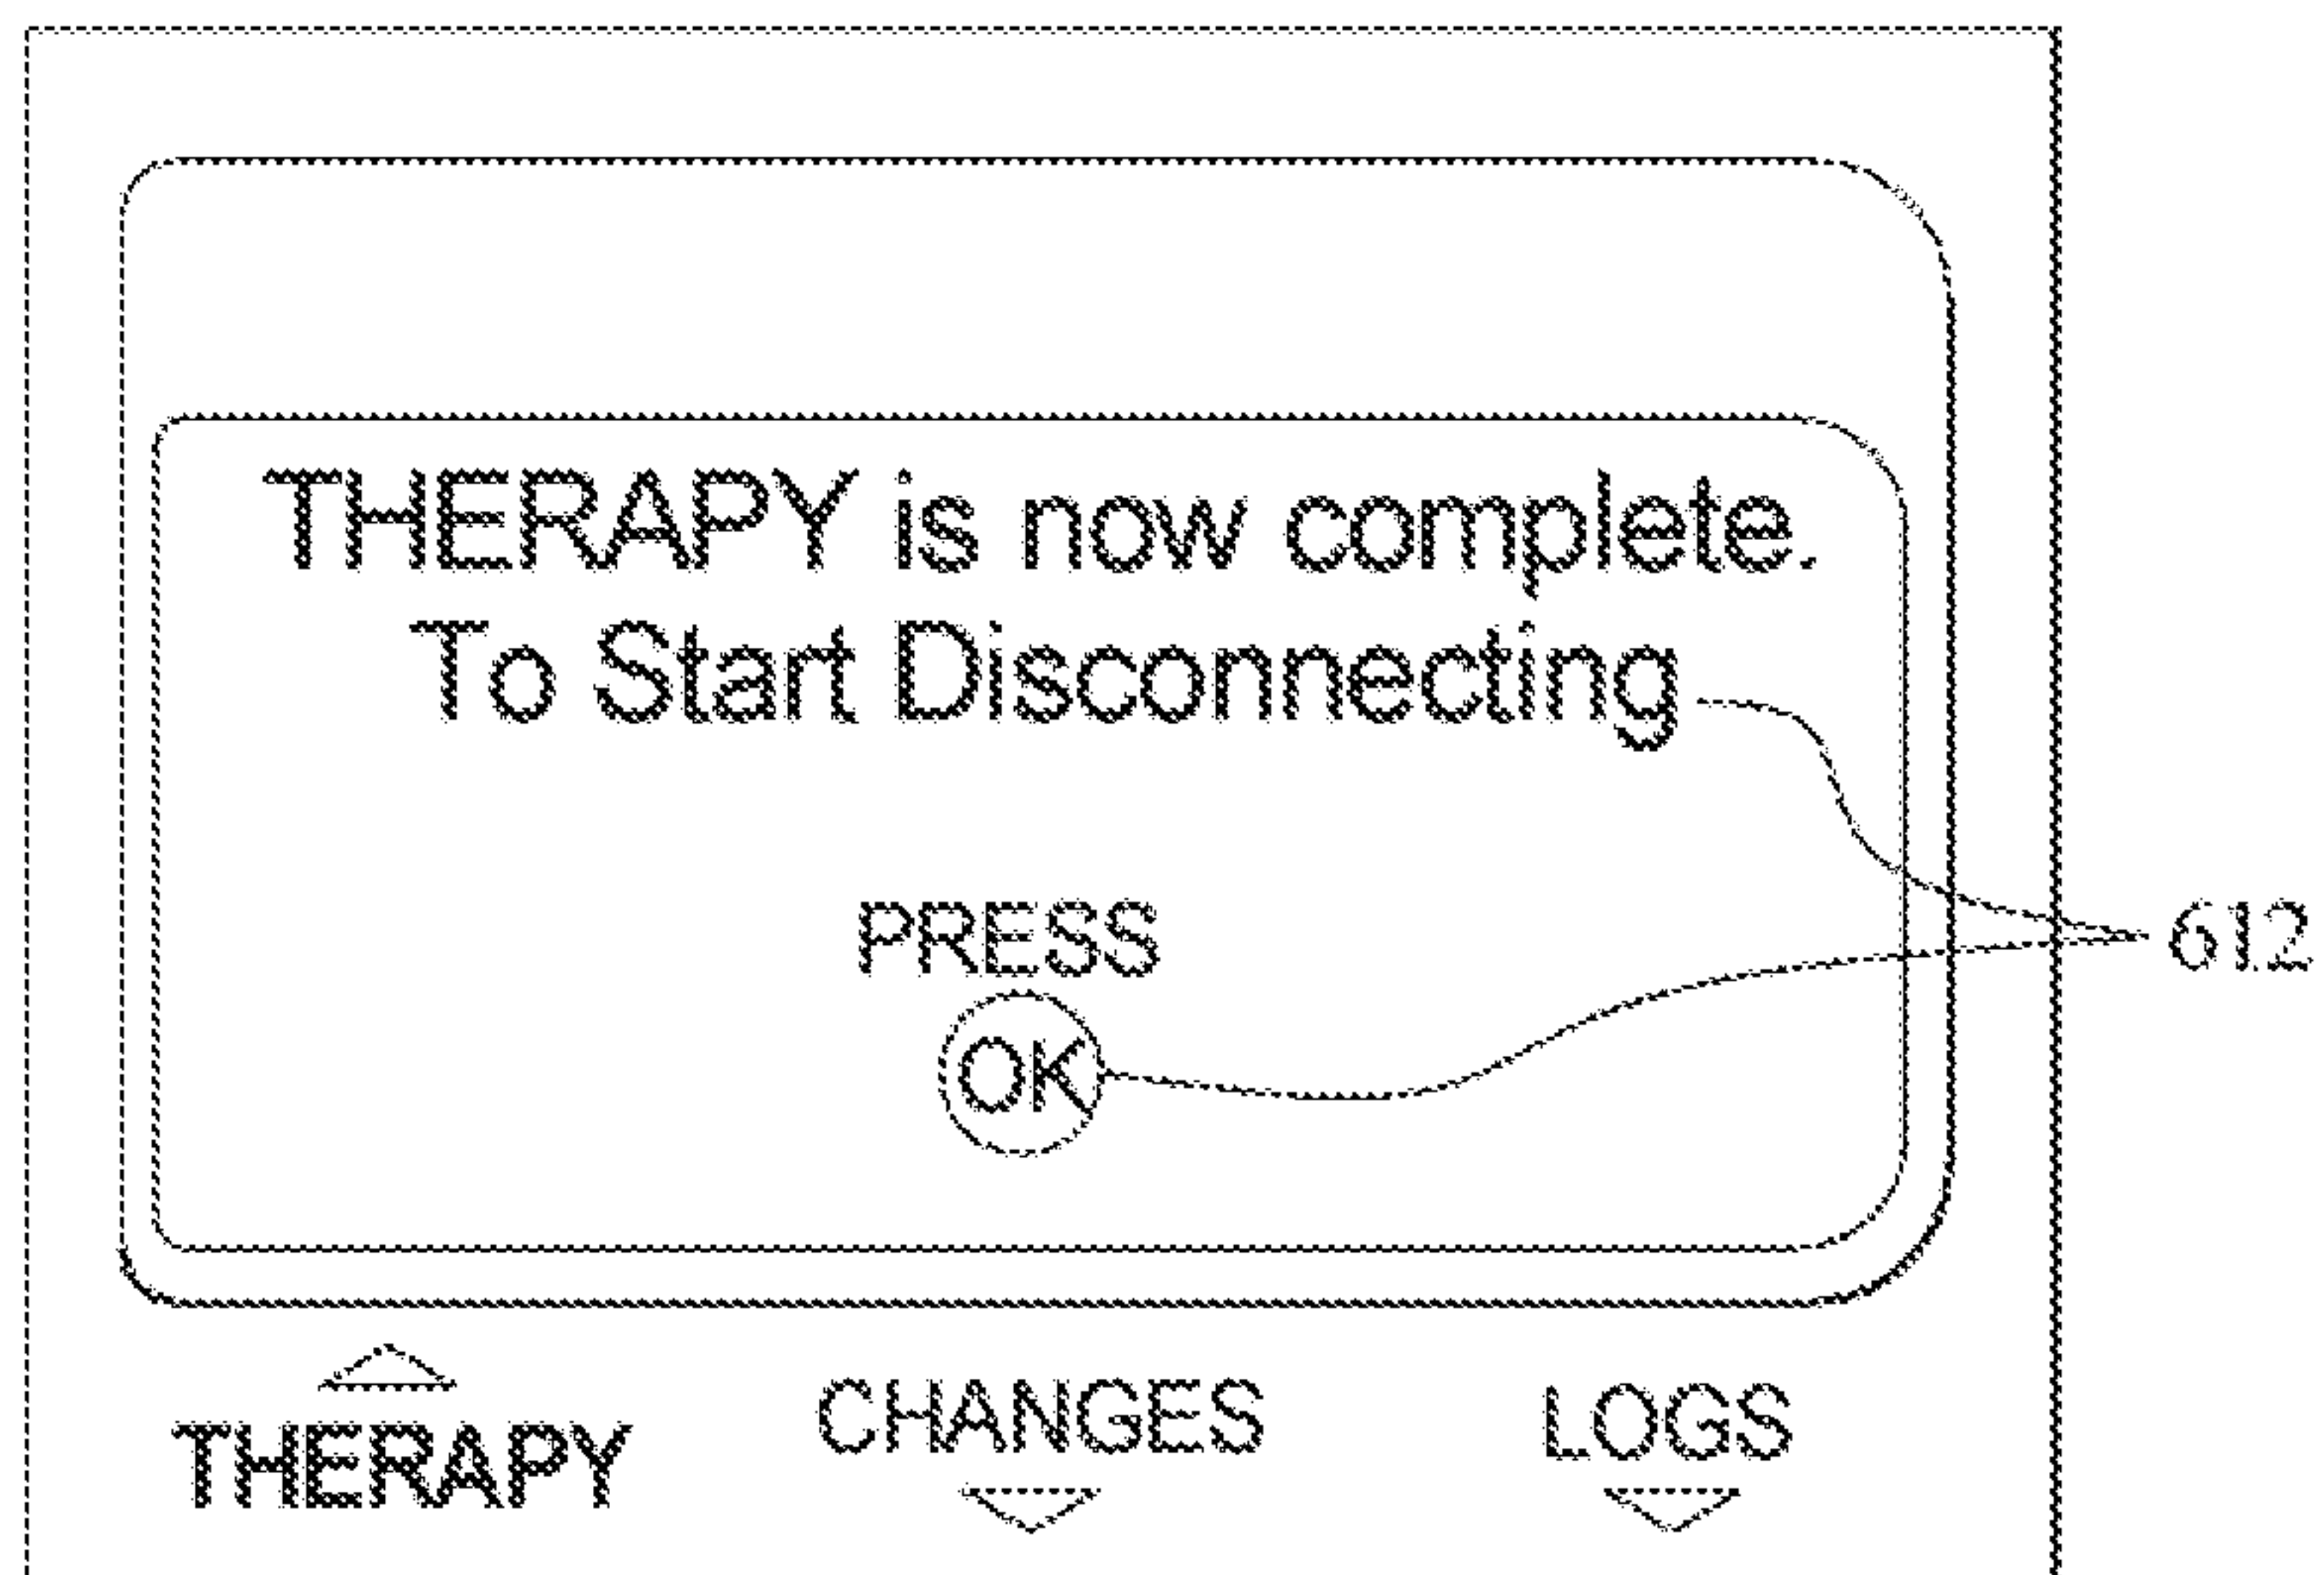 THERAPY is now complete.
To Start Disconnecting
PRESS
612
OK
THERAPY CHANGES LOGS